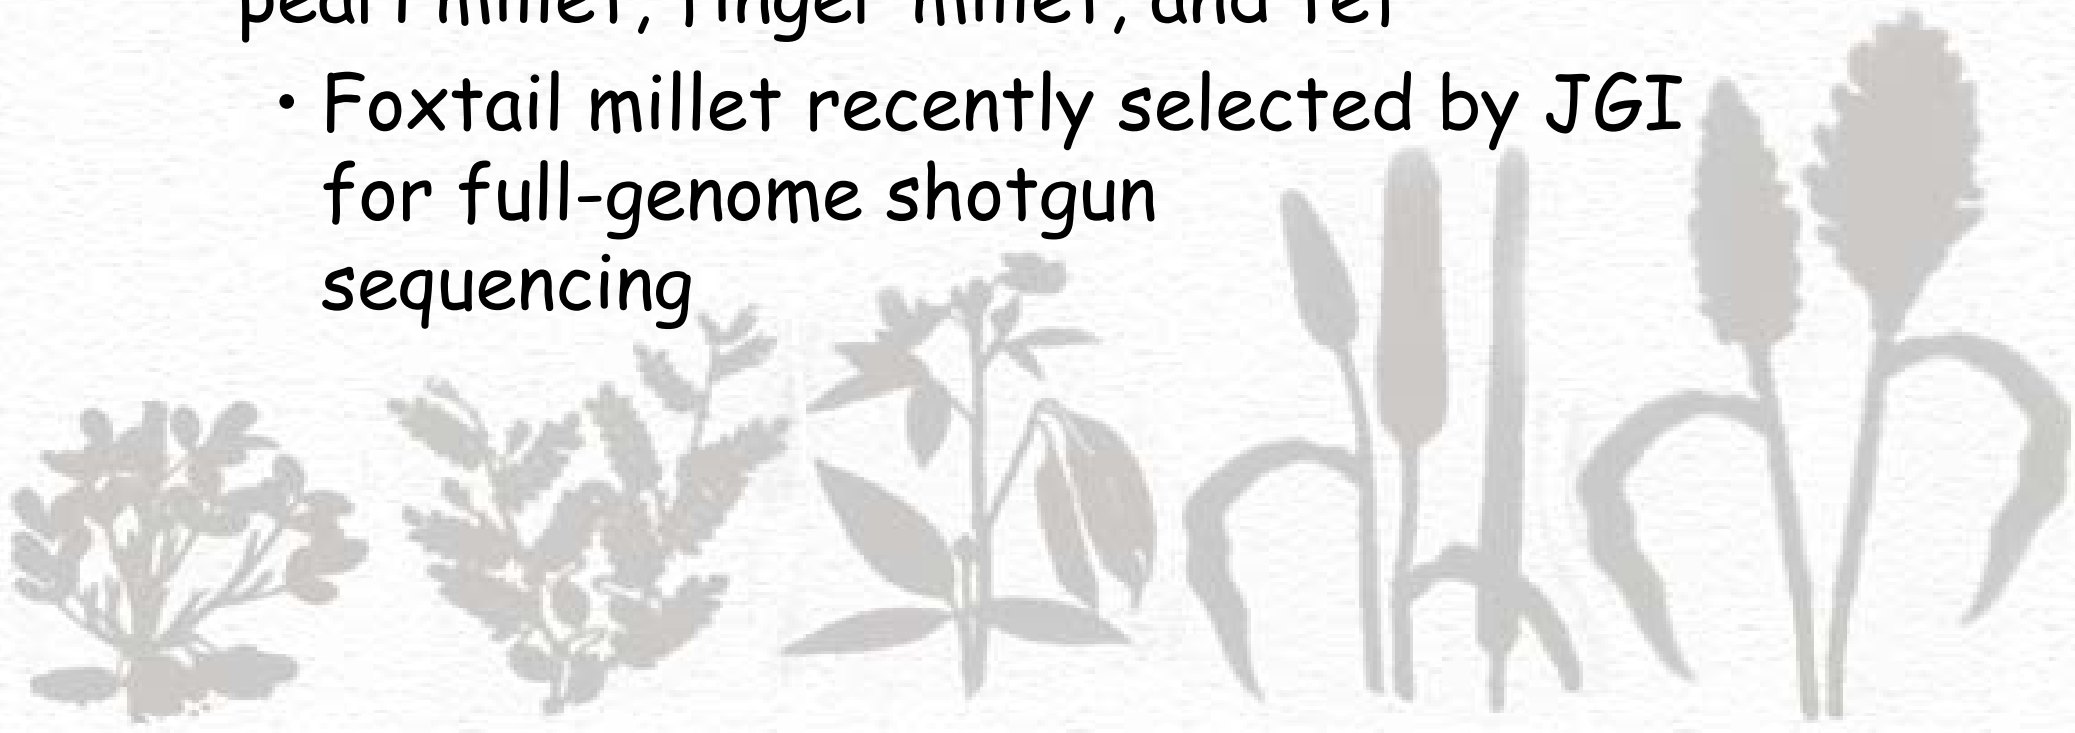 pearl millet, finger millet, and tef
• Foxtail millet recently selected by JGI
for full-genome shotgun
sequencing